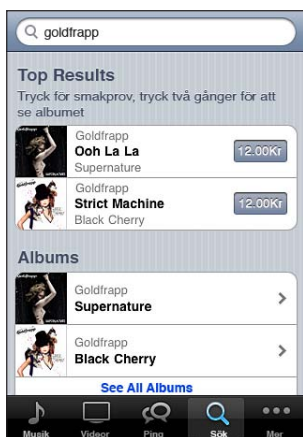 goldfrapp
Top Results
Tryck för smakprov, tryck två gånger för att
se albumet
Goldfrapp
Ooh La La
Supernature
12.00Kr
Goldfrapp
Strict Machine
Black Cherry
12.00Kr
Albums
Goldfrapp
Supernature
Goldfrapp
Black Cherry
See All Albums
Musik Videor Ping Sök Mer